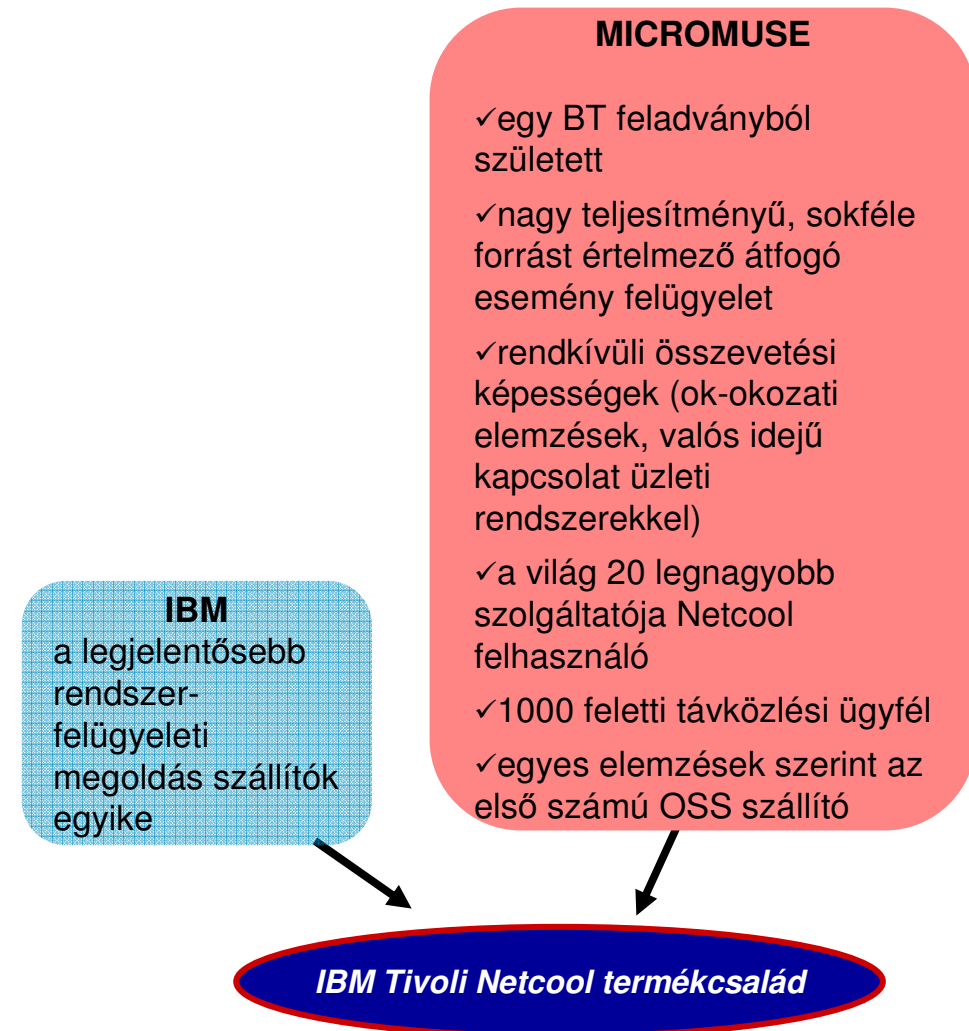 MICROMUSE
✓egy BT feladványból
született
✓nagy teljesítményű, sokféle
forrást értelmező átfogó
esemény felügyelet
✓rendkívüli összevetési
képességek (ok-okozati
elemzések, valós idejű
kapcsolat üzleti
rendszerekkel)
✓a világ 20 legnagyobb
szolgáltatója Netcool
felhasználó
✓1000 feletti távközlési ügyfél
✓egyes elemzések szerint az
első számú OSS szállító
IBM
a legjelentősebb
rendszer-
felügyeleti
megoldás szállítók
egyike
IBM Tivoli Netcool termékcsalád